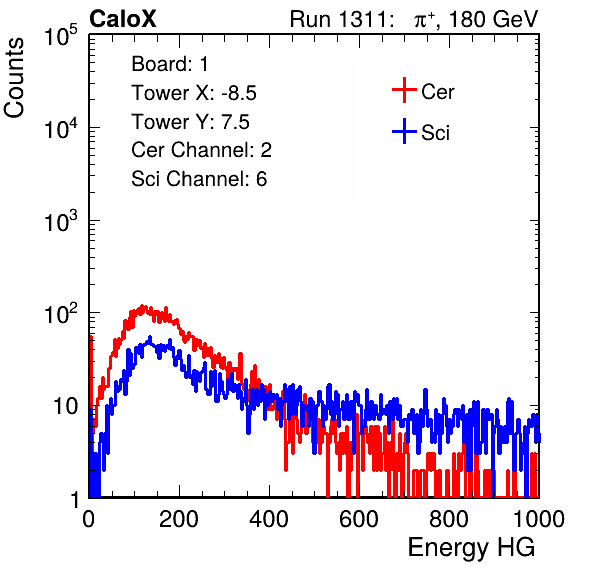 CaloX Run 1311: π⁺, 180 GeV
Counts
Board: 1
Tower X: -8.5
Tower Y: 7.5
Cer Channel: 2
Sci Channel: 6
Cer
Sci
10⁵
10⁴
10³
10²
10
1
0 200 400 600 800 1000
Energy HG